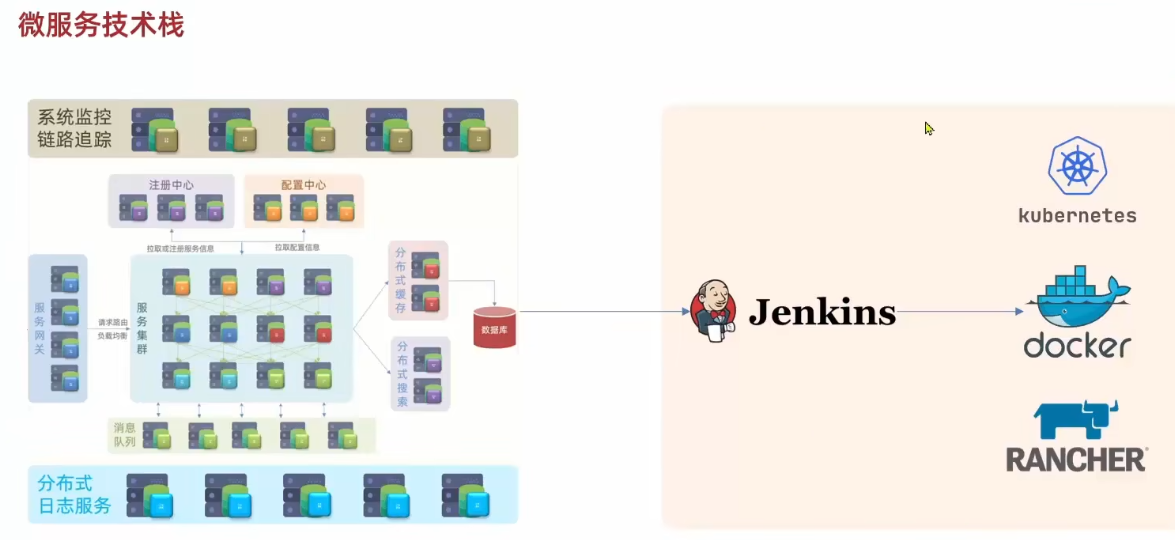 微服务技术栈
系统监控
链路追踪
注册中心
配置中心
拉取或注册服务信息
拉取配置信息
服务网关
请求路由
负载均衡
服务集群
分布式缓存
数据库
分布式搜索
消息
队列
分布式
日志服务
Jenkins
kubernetes
docker
RANCHER